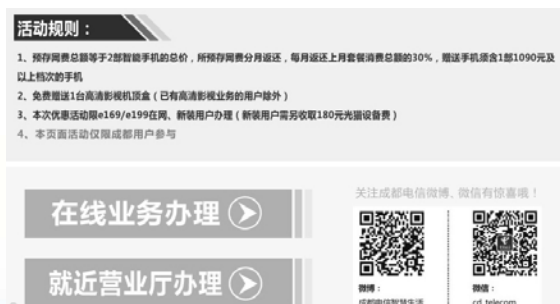 活动规则：
1、预存网费总额等于2部智能手机的总价，所预存网费分月返还，每月返还上月套餐消费总额的30%，赠送手机须含1部1090元及
以上档次的手机
2、免费赠送1台高清影视机顶盒（已有高清影视业务的用户除外）
3、本次优惠活动限e169/e199在网、新装用户办理（新装用户需另收取180元光猫设备费）
4、本页面活动仅限成都用户参与
关注成都电信微博、微信有惊喜哦！
在线业务办理
就近营业厅办理
微博：
成都电信智慧生活
微信：
cd_telecom